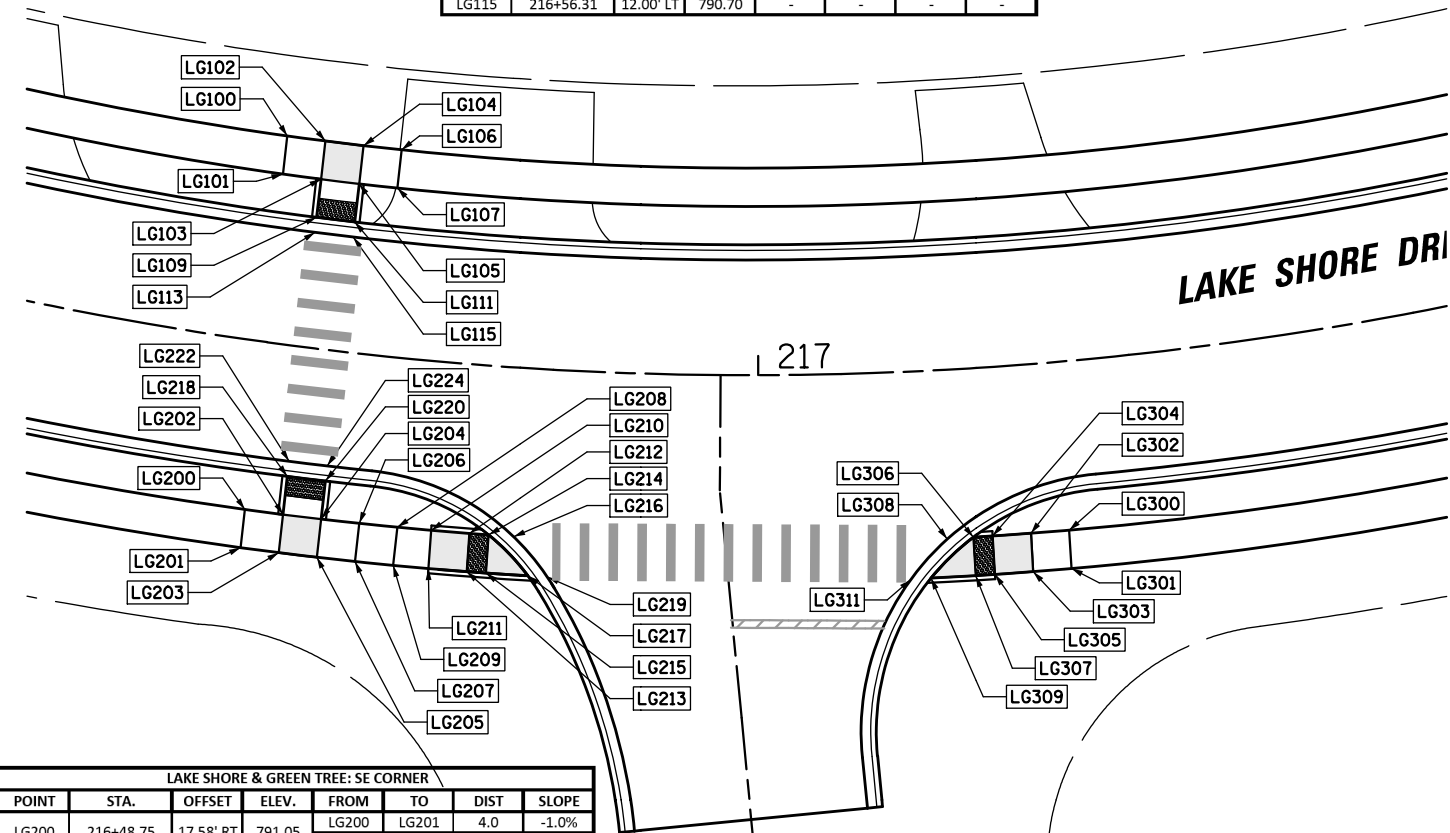 LG115 216+56.31 12.00' LT 790.70 - - - -
LG102
LG100
LG104
LG106
LG101
LG107
LG103
LG109
LG105
LG113
LG111
LG115
LAKE SHORE
217
LG222
LG218
LG202
LG224
LG220
LG204
LG206
LG200
LG208
LG210
LG212
LG214
LG216
LG304
LG302
LG306
LG308
LG300
LG201
LG203
LG311
LG301
LG303
LG305
LG307
LG309
LG219
LG217
LG215
LG213
LG211
LG209
LG207
LG205
LAKE SHORE & GREEN TREE: SE CORNER
POINT STA. OFFSET ELEV. FROM TO DIST SLOPE
LG200 216+48.75 17.58' RT 791.05 LG200 LG201 4.0 -1.0%